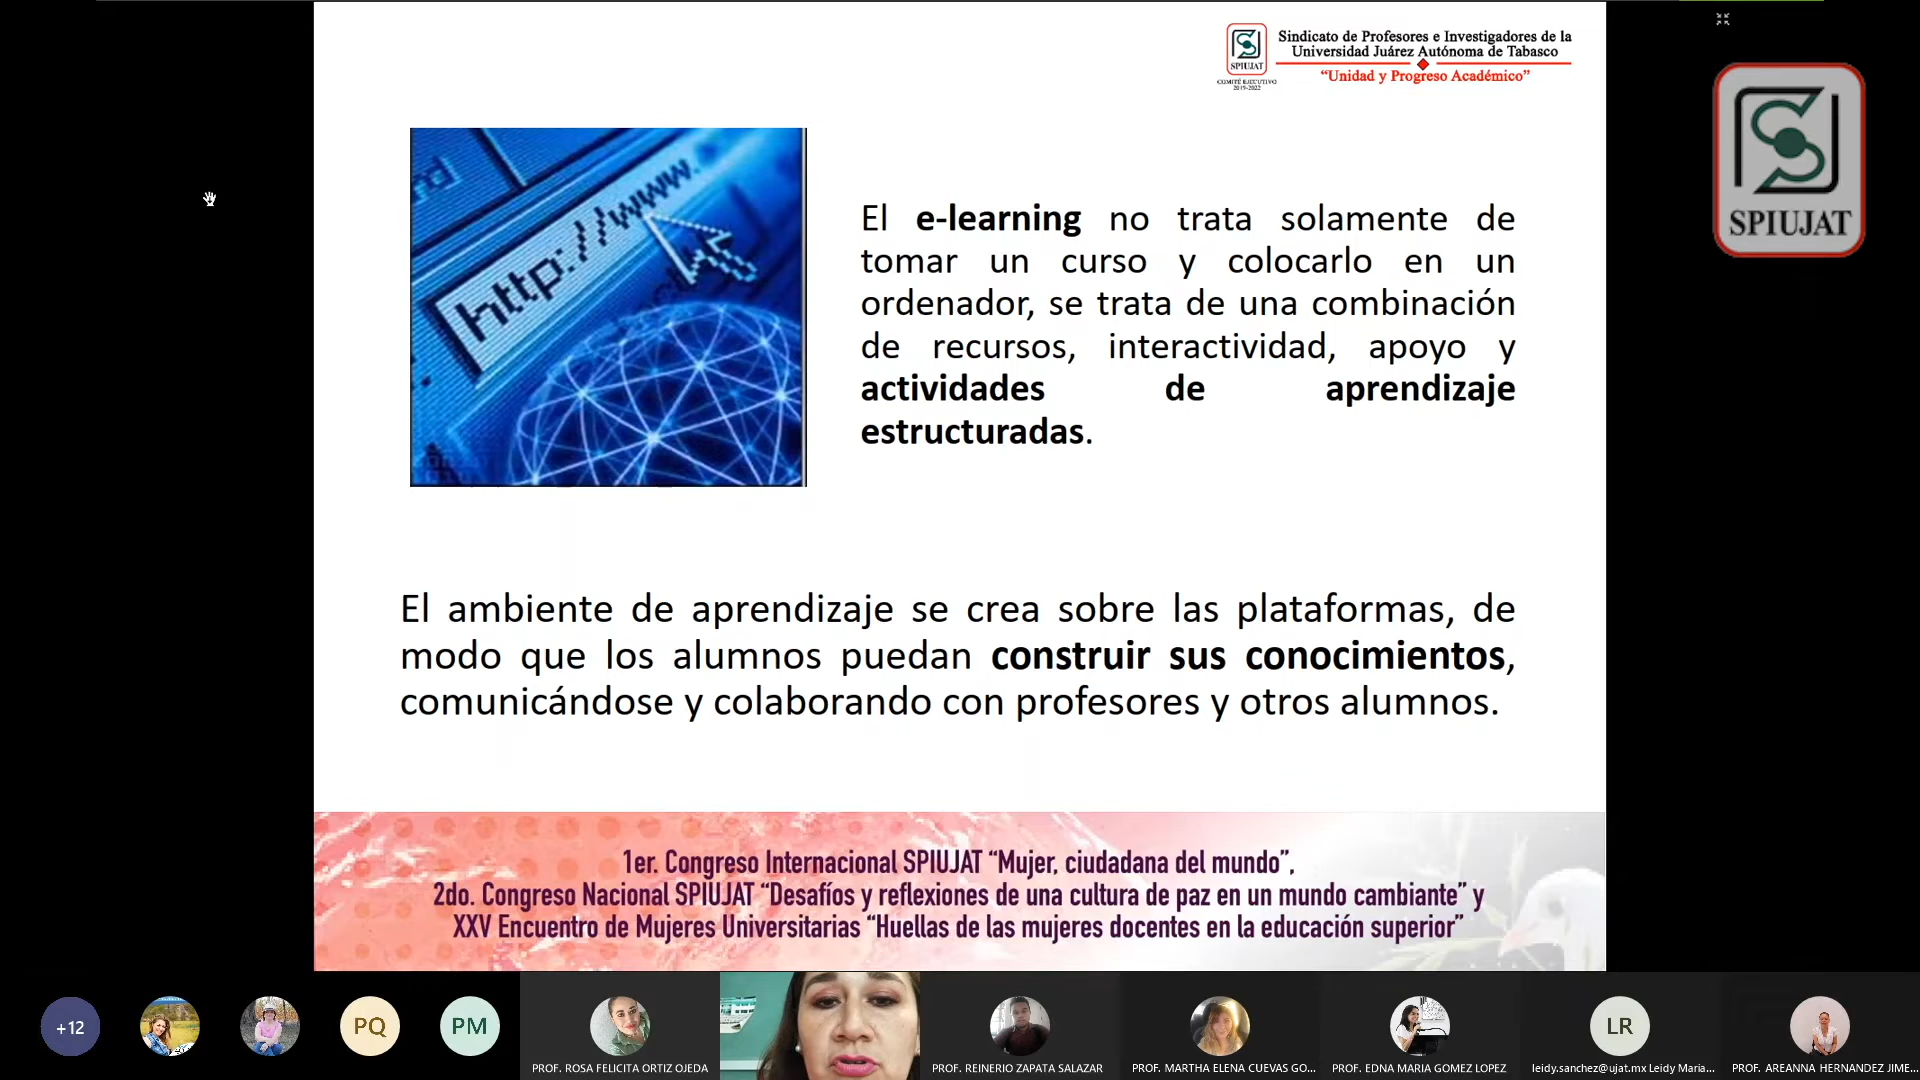 SPIUJAT
COMITÉ EJECUTIVO
2019-2022
Sindicato de Profesores e Investigadores de la
Universidad Juárez Autónoma de Tabasco
“Unidad y Progreso Académico”
SPIUJAT
http://www.
El e-learning no trata solamente de
tomar un curso y colocarlo en un
ordenador, se trata de una combinación
de recursos, interactividad, apoyo y
actividades de aprendizaje
estructuradas.
El ambiente de aprendizaje se crea sobre las plataformas, de
modo que los alumnos puedan construir sus conocimientos,
comunicándose y colaborando con profesores y otros alumnos.
1er. Congreso Internacional SPIUJAT “Mujer, ciudadana del mundo”,
2do. Congreso Nacional SPIUJAT “Desafíos y reflexiones de una cultura de paz en un mundo cambiante” y
XXV Encuentro de Mujeres Universitarias “Huellas de las mujeres docentes en la educación superior”
+12
PQ
PM
PROF. ROSA FELICITA ORTIZ OJEDA
PROF. REINERIO ZAPATA SALAZAR
PROF. MARTHA ELENA CUEVAS GO...
PROF. EDNA MARIA GOMEZ LOPEZ
LR
leidy.sanchez@ujat.mx Leidy Maria...
PROF. AREANNA HERNANDEZ JIME...